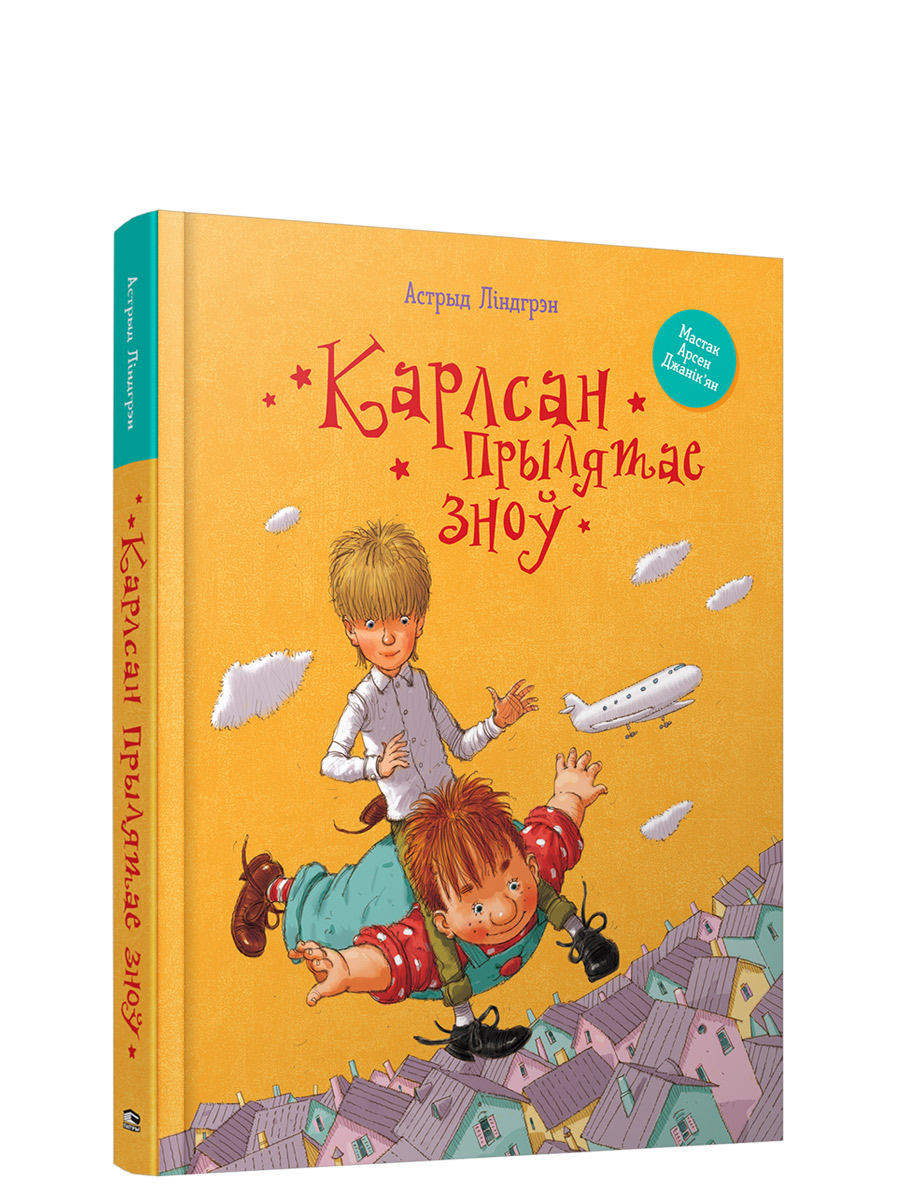 Астрыд Ліндгрэн
Мастак
Арсен
Джанік'ян
Карлсан
прылятае
зноў
Астрыд Ліндгрэн
Карлсан прылятае зноў